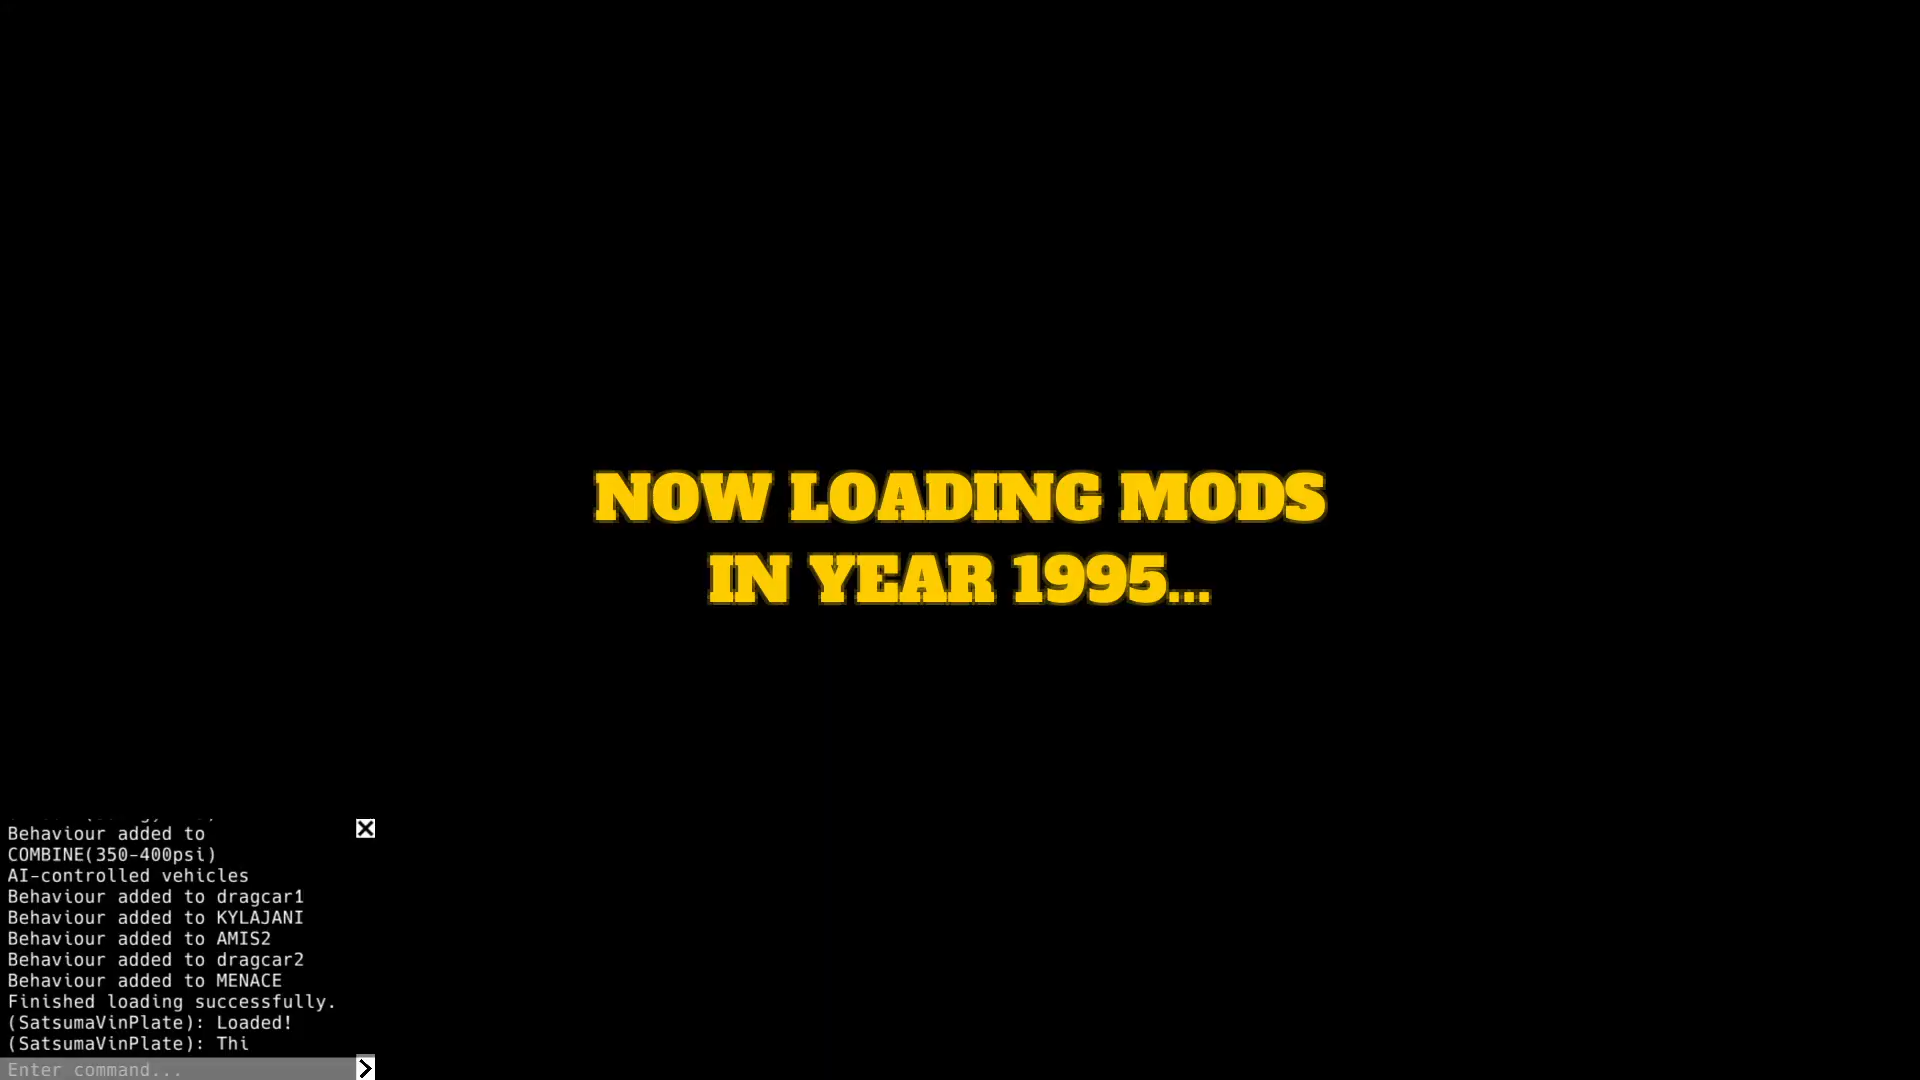 NOW LOADING MODS
IN YEAR 1995...
Behaviour added to
COMBINE(350-400psi)
AI-controlled vehicles
Behaviour added to dragcar1
Behaviour added to KYLAJANI
Behaviour added to AMIS2
Behaviour added to dragcar2
Behaviour added to MENACE
Finished loading successfully.
(SatsumaVinPlate): Loaded!
(SatsumaVinPlate): Thi
Enter command...